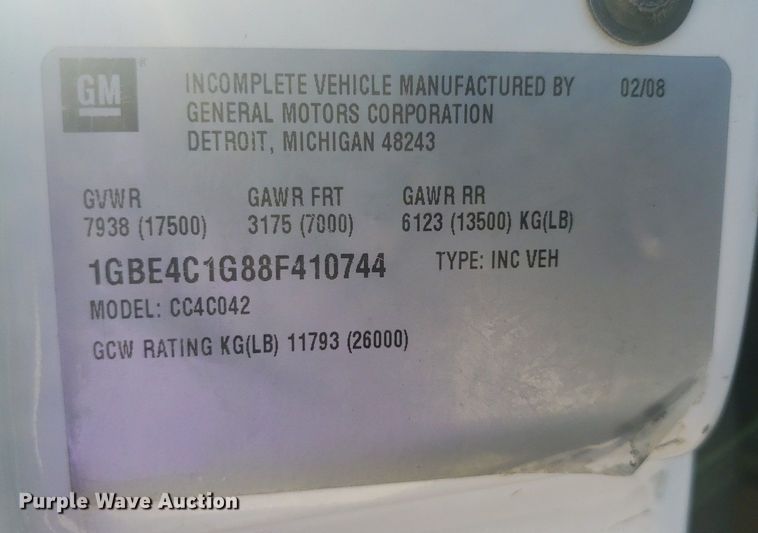 GM ®
INCOMPLETE VEHICLE MANUFACTURED BY 02/08
GENERAL MOTORS CORPORATION
DETROIT, MICHIGAN 48243
GVWR GAWR FRT GAWR RR
7938 (17500) 3175 (7000) 6123 (13500) KG(LB)
1GBE4C1G88F410744 TYPE: INC VEH
MODEL: CC4C042
GCW RATING KG(LB) 11793 (26000)
Purple Wave Auction